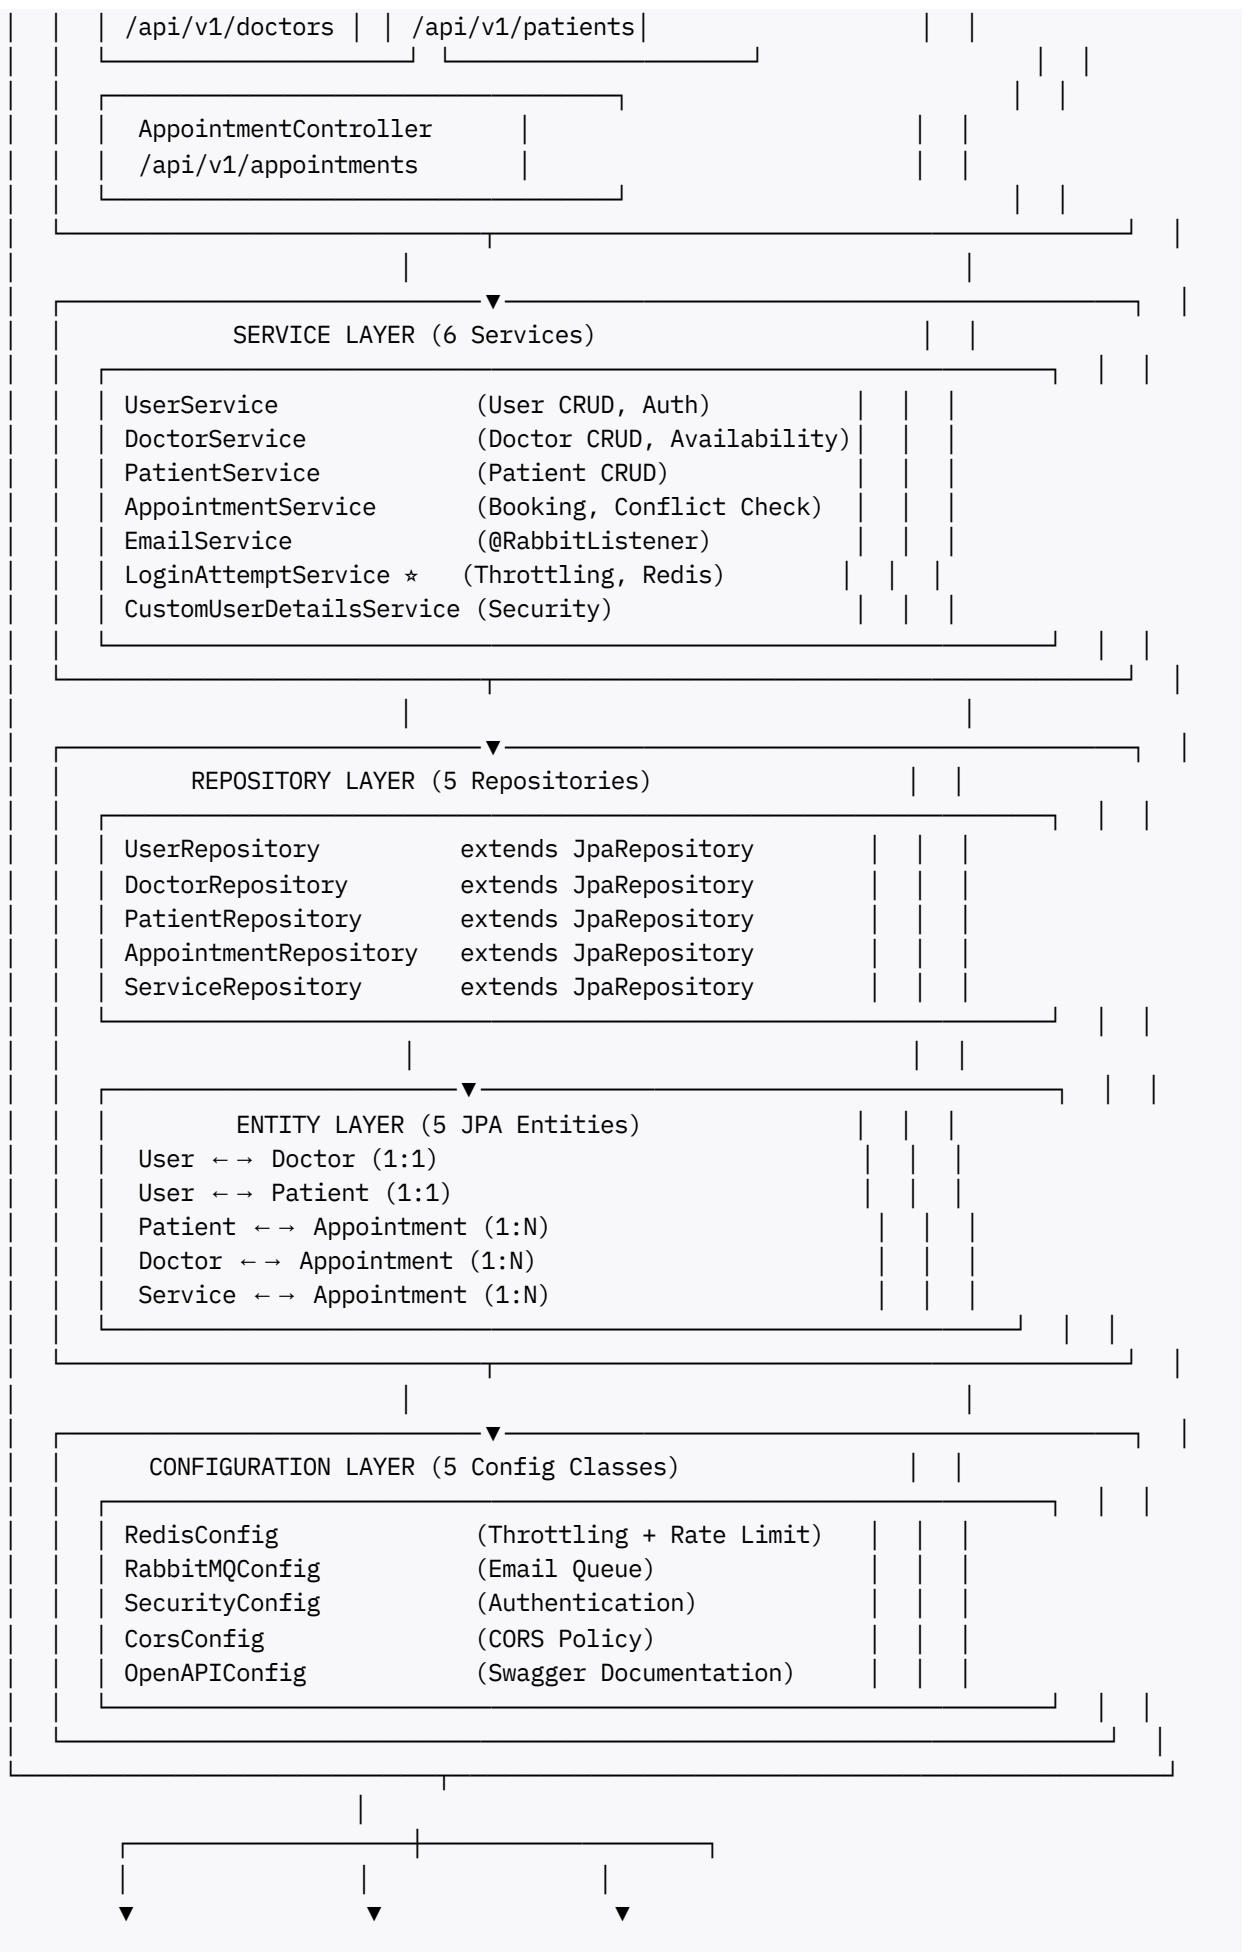 /api/v1/doctors /api/v1/patients
AppointmentController
/api/v1/appointments
SERVICE LAYER (6 Services)
UserService (User CRUD, Auth)
DoctorService (Doctor CRUD, Availability)
PatientService (Patient CRUD)
AppointmentService (Booking, Conflict Check)
EmailService (@RabbitListener)
LoginAttemptService ☆ (Throttling, Redis)
CustomUserDetailsService (Security)
REPOSITORY LAYER (5 Repositories)
UserRepository extends JpaRepository
DoctorRepository extends JpaRepository
PatientRepository extends JpaRepository
AppointmentRepository extends JpaRepository
ServiceRepository extends JpaRepository
ENTITY LAYER (5 JPA Entities)
User ←→ Doctor (1:1)
User ←→ Patient (1:1)
Patient ←→ Appointment (1:N)
Doctor ←→ Appointment (1:N)
Service ←→ Appointment (1:N)
CONFIGURATION LAYER (5 Config Classes)
RedisConfig (Throttling + Rate Limit)
RabbitMQConfig (Email Queue)
SecurityConfig (Authentication)
CorsConfig (CORS Policy)
OpenAPIConfig (Swagger Documentation)